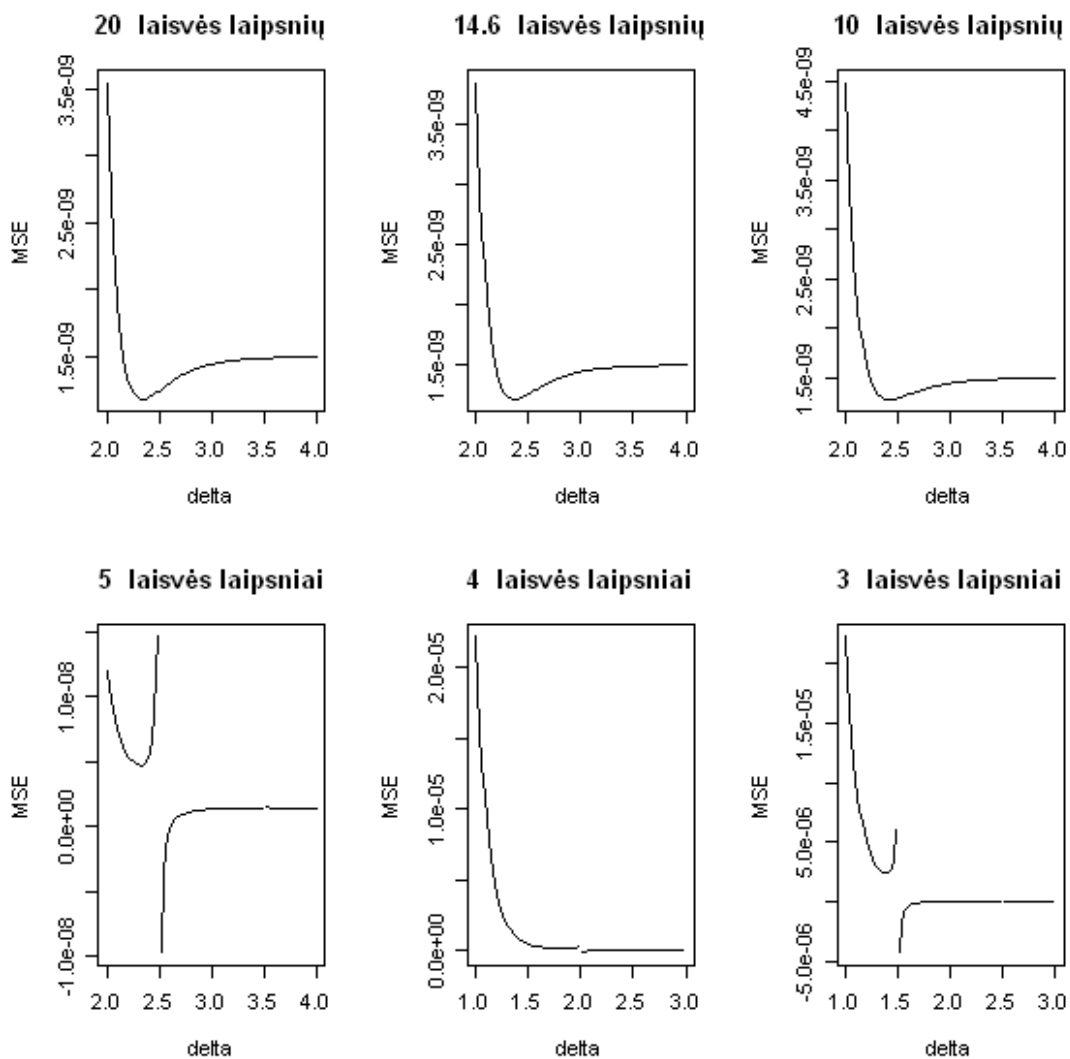 20 laisvės laipsnių
MSE
1.5e-09
2.5e-09
3.5e-09
2.0 2.5 3.0 3.5 4.0
delta
14.6 laisvės laipsnių
MSE
1.5e-09
2.5e-09
3.5e-09
2.0 2.5 3.0 3.5 4.0
delta
10 laisvės laipsnių
MSE
1.5e-09
2.5e-09
3.5e-09
4.5e-09
2.0 2.5 3.0 3.5 4.0
delta
5 laisvės laipsniai
MSE
-1.0e-08
0.0e+00
1.0e-08
2.0 2.5 3.0 3.5 4.0
delta
4 laisvės laipsniai
MSE
0.0e+00
1.0e-05
2.0e-05
1.0 1.5 2.0 2.5 3.0
delta
3 laisvės laipsniai
MSE
-5.0e-06
5.0e-06
1.5e-05
1.0 1.5 2.0 2.5 3.0
delta